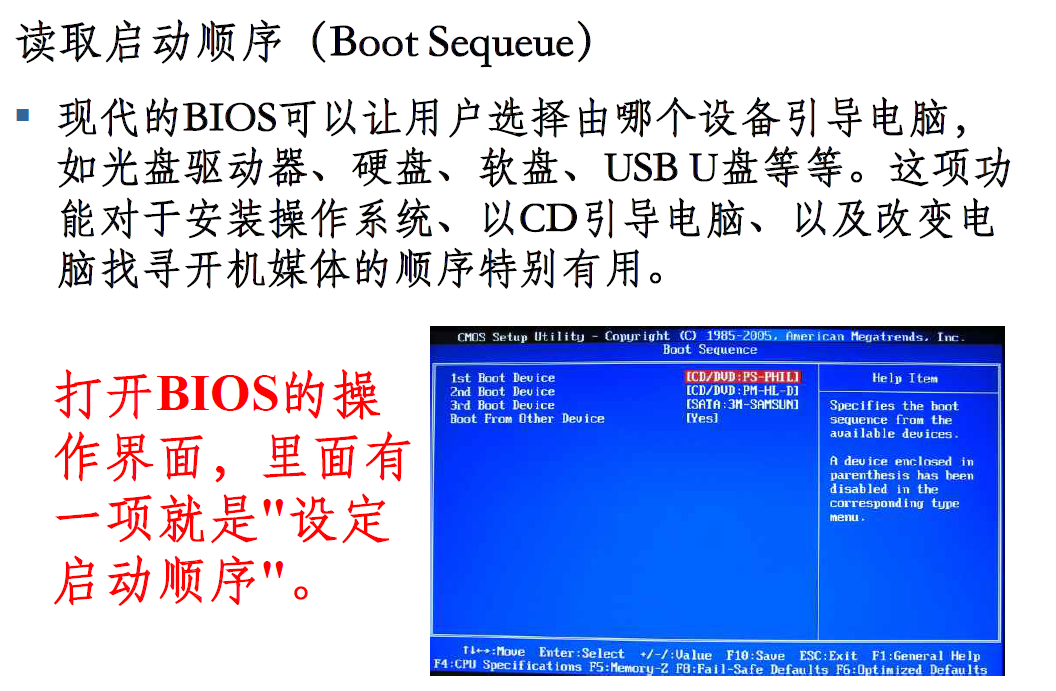 读取启动顺序（Boot Sequeue）
▪ 现代的BIOS可以让用户选择由哪个设备引导电脑，
如光盘驱动器、硬盘、软盘、USB U盘等等。这项功
能对于安装操作系统、以CD引导电脑、以及改变电
脑找寻开机媒体的顺序特别有用。
打开BIOS的操
作界面，里面有
一项就是"设定
启动顺序"。
CMOS Setup Utility - Copyright (C) 1985-2005, American Megatrends, Inc.
Boot Sequence
1st Boot Device [CD/DVD:PS-PHIL]
2nd Boot Device [CD/DVD:PM-HL-D]
3rd Boot Device [SATA:3M-SAMSUN]
Boot From Other Device [Yes]
Help Item
Specifies the boot
sequence from the
available devices.
A device enclosed in
parenthesis has been
disabled in the
corresponding type
menu.
↑↓←→:Move Enter:Select +/-/:Value F10:Save ESC:Exit F1:General Help
F4:CPU Specifications F5:Memory-Z F8:Fail-Safe Defaults F6:Optimized Defaults